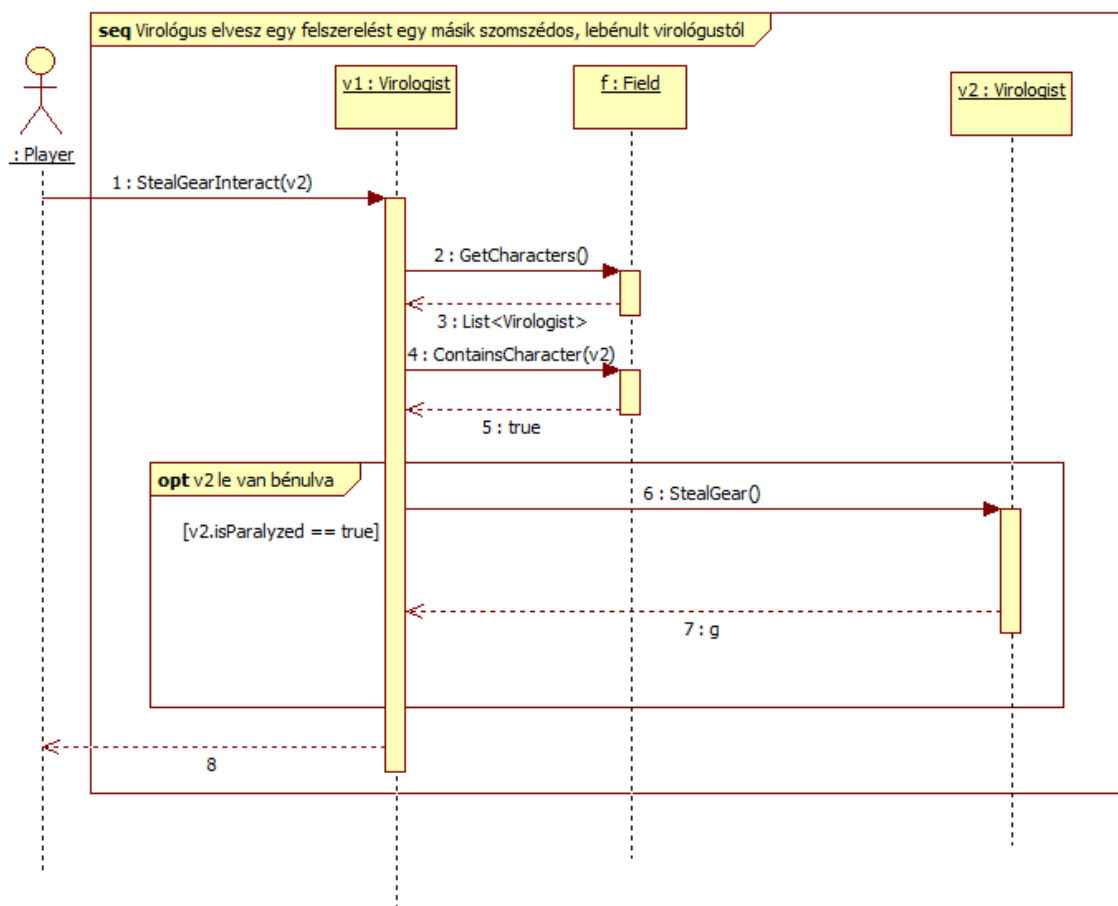 seq Virológus elvesz egy felszerelést egy másik szomszédos, lebénult virológustól
v1 : Virologist
f : Field
v2 : Virologist
: Player
1 : StealGearInteract(v2)
2 : GetCharacters()
3 : List<Virologist>
4 : ContainsCharacter(v2)
5 : true
opt v2 le van bénulva
6 : StealGear()
[v2.isParalyzed == true]
7 : g
8